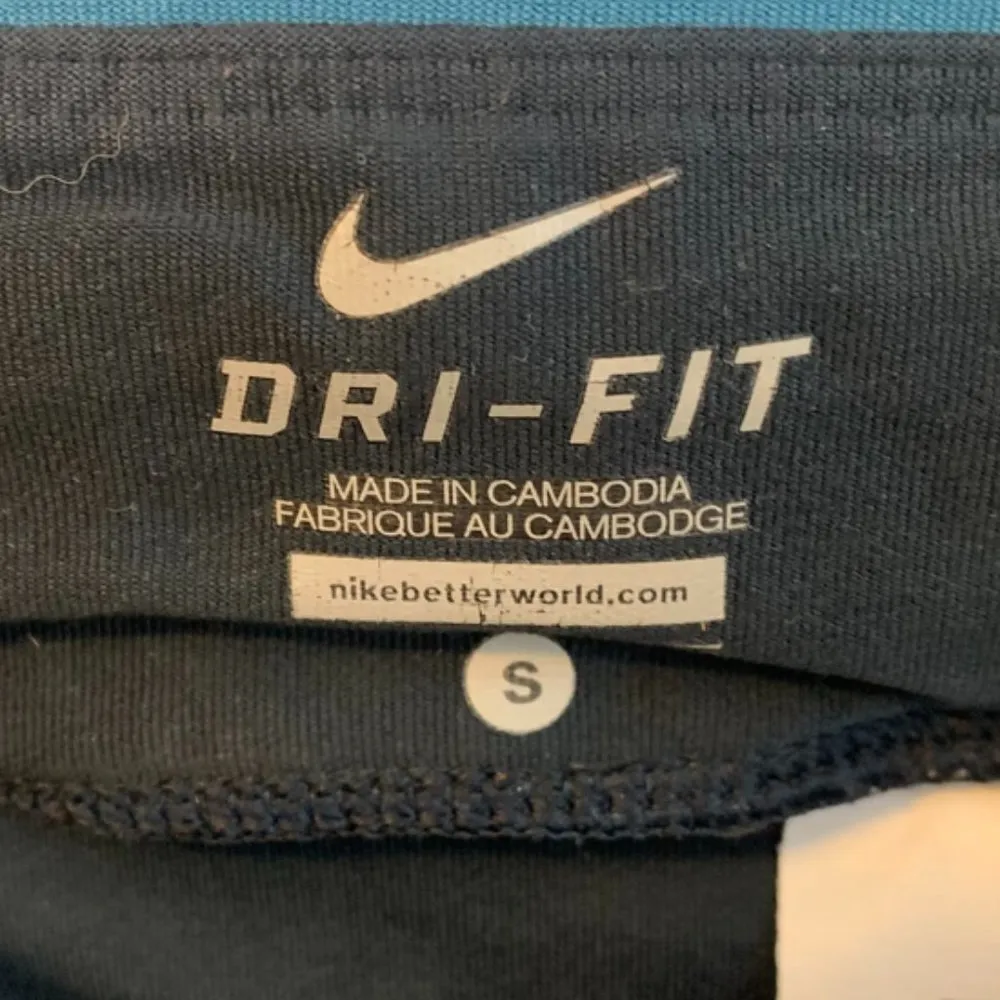 DRI-FIT
MADE IN CAMBODIA
FABRIQUE AU CAMBODGE
nikebetterworld.com
S